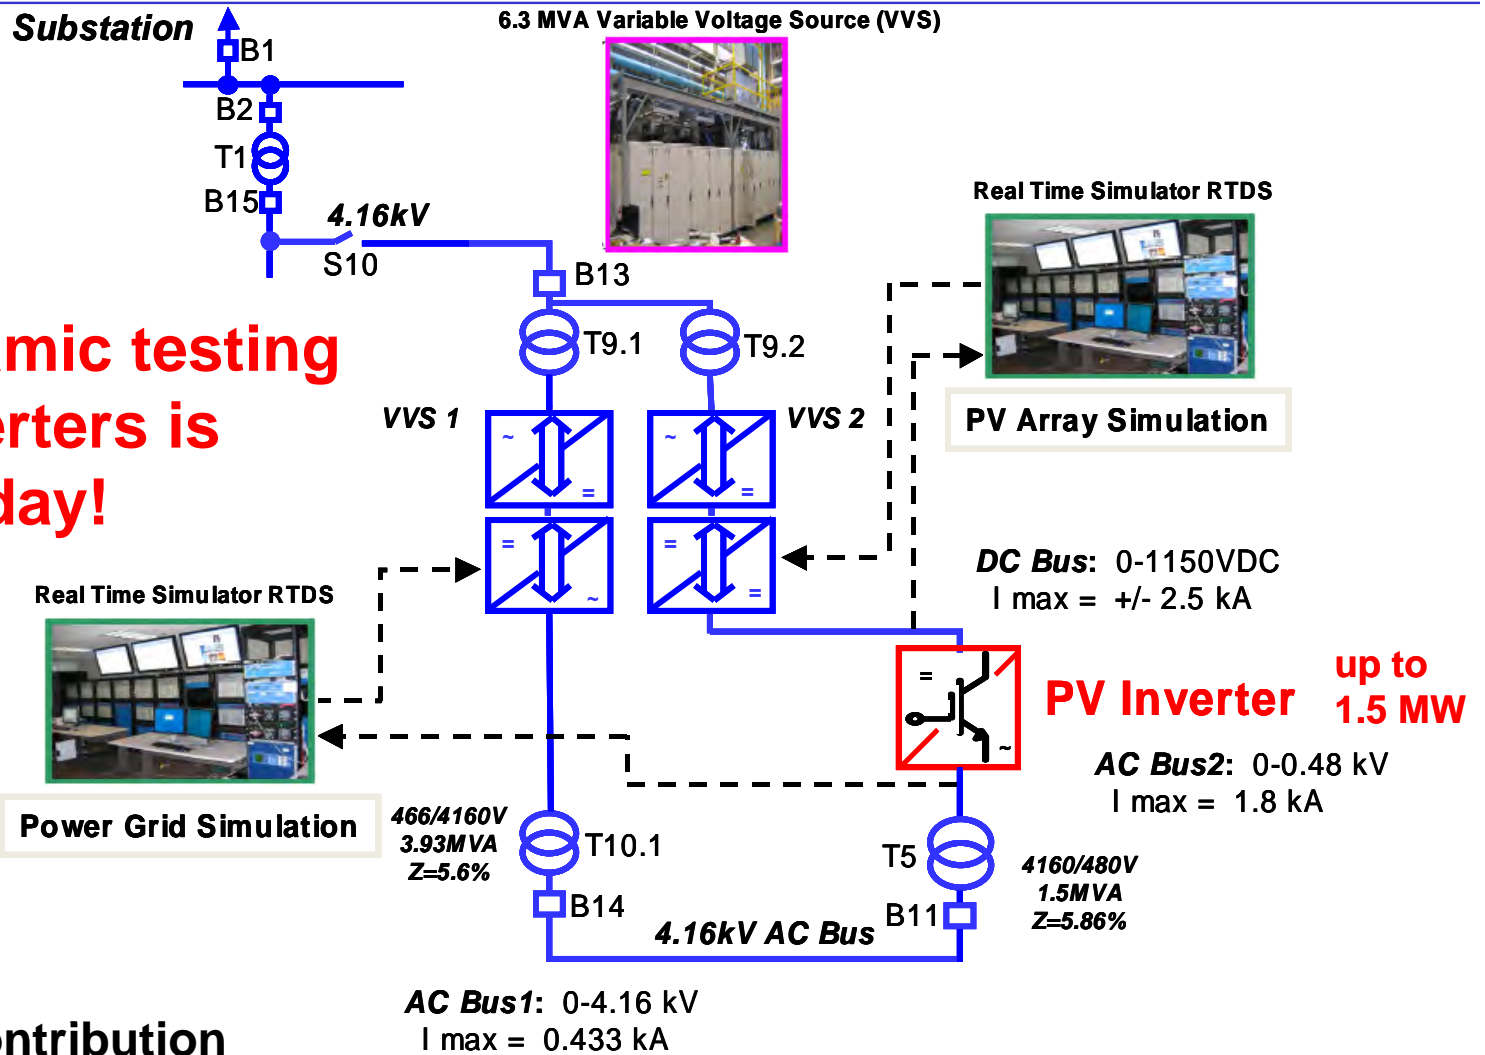 Substation
6.3 MVA Variable Voltage Source (VVS)
B1
B2
T1
B15
4.16kV
S10
B13
Real Time Simulator RTDS
T9.1
T9.2
testing
is
VVS 1
VVS 2
PV Array Simulation
~
~
=
=
=
=
~
=
DC Bus: 0-1150VDC
I max = +/- 2.5 kA
Real Time Simulator RTDS
=
~
PV Inverter
up to
1.5 MW
AC Bus2: 0-0.48 kV
I max = 1.8 kA
Power Grid Simulation
466/4160V
3.93MVA
Z=5.6%
T10.1
T5
4160/480V
1.5MVA
Z=5.86%
B14
B11
4.16kV AC Bus
AC Bus1: 0-4.16 kV
I max = 0.433 kA